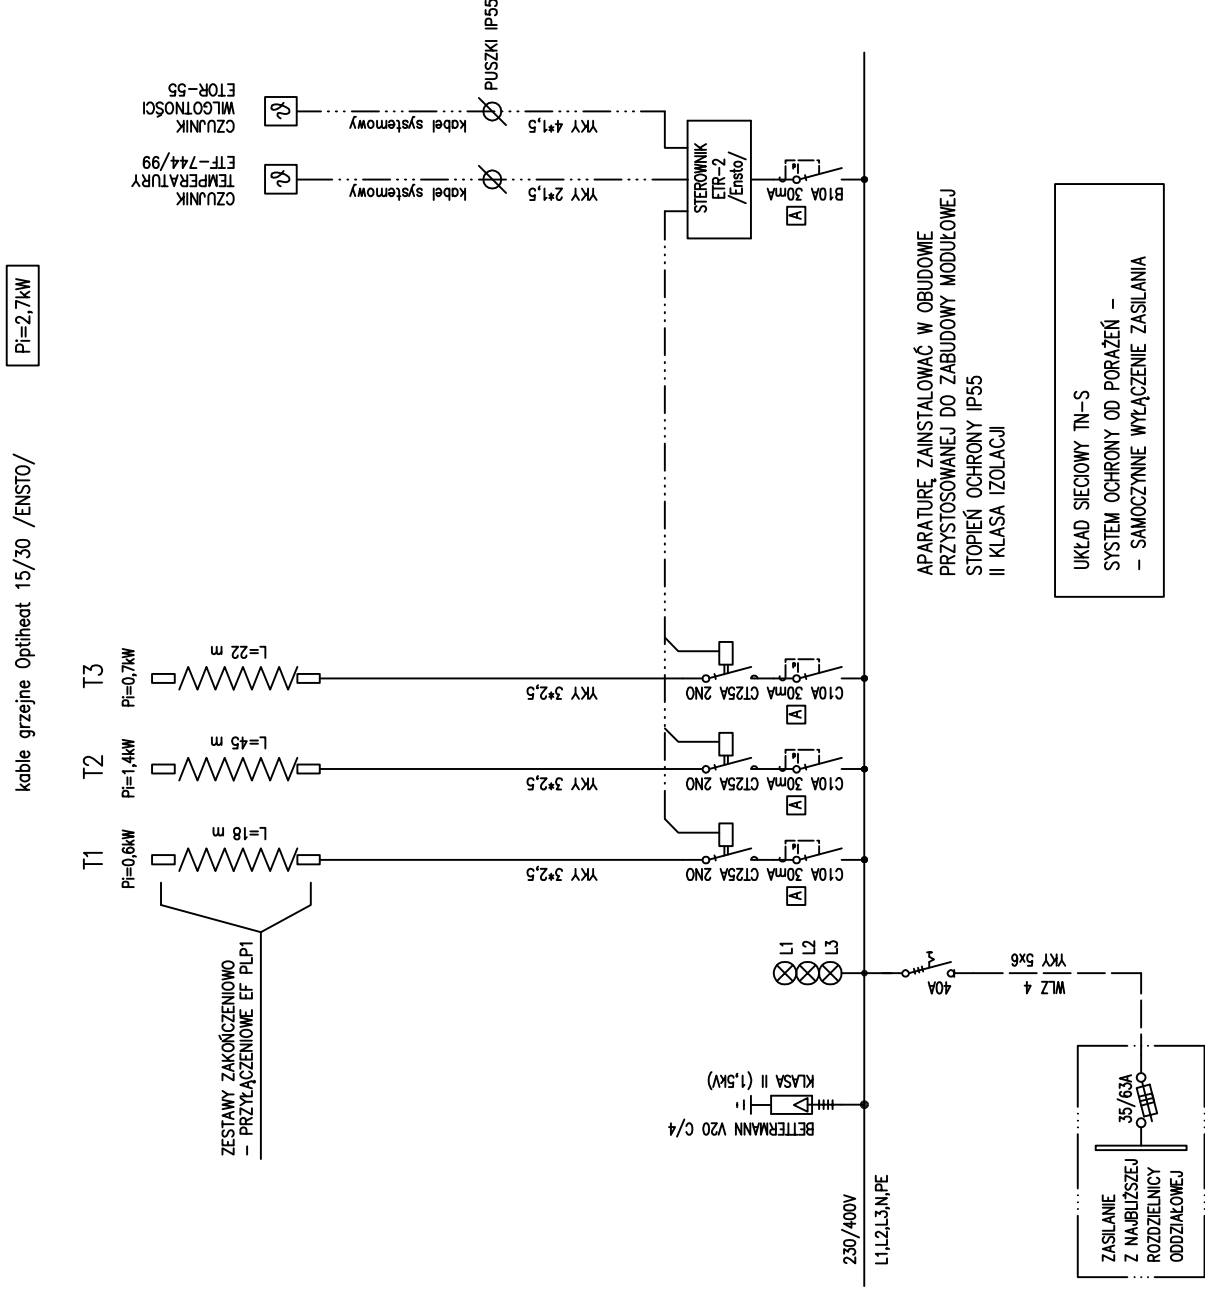 kable grzejne Optiheat 15/30 /ENSTO/
Pi=2,7kW
T1
Pi=0,6kW
L=18 m
T2
Pi=1,4kW
L=45 m
T3
Pi=0,7kW
L=22 m
CZUJNIK
TEMPERATURY
ETF-744/99
CZUJNIK
WILGOTNOŚCI
ETOR-55
ZESTAWY ZAKOŃCZENIOWO
- PRZYŁĄCZENIOWE EF PLP1
kabel systemowy
kabel systemowy
PUSZKI IP55
YKY 3*2,5
YKY 3*2,5
YKY 3*2,5
YKY 2*1,5
YKY 4*1,5
STEROWNIK
ETR-2
/Ensto/
CT25A 2NO
CT25A 2NO
CT25A 2NO
30mA
C10A
A
30mA
C10A
A
30mA
C10A
A
30mA
B10A
A
L1
L2
L3
BETTERMANN V20 C/4
KLASA II (1,5kV)
230/400V
L1,L2,L3,N,PE
40A
WLZ 4
YKY 5x6
35/63A
ZASILANIE
Z NAJBLIŻSZEJ
ROZDZIELNICY
ODDZIAŁOWEJ
APARATURĘ ZAINSTALOWAĆ W OBUDOWIE
PRZYSTOSOWANEJ DO ZABUDOWY MODUŁOWEJ
STOPIEŃ OCHRONY IP55
II KLASA IZOLACJI
UKŁAD SIECIOWY TN-S
SYSTEM OCHRONY OD PORAŻEŃ -
- SAMOCZYNNE WYŁĄCZENIE ZASILANIA